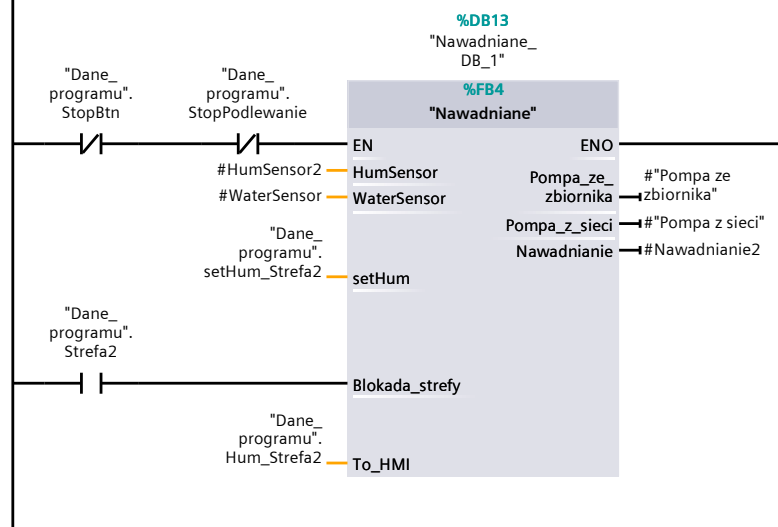 %DB13
"Nawadniane_
DB_1"
"Dane_
programu".
StopBtn
"Dane_
programu".
StopPodlewanie
%FB4
"Nawadniane"
EN
ENO
#HumSensor2
HumSensor
#WaterSensor
WaterSensor
Pompa_ze_
zbiornika
#"Pompa ze
zbiornika"
Pompa_z_sieci
#"Pompa z sieci"
Nawadnianie
#Nawadnianie2
"Dane_
programu".
setHum_Strefa2
setHum
"Dane_
programu".
Strefa2
Blokada_strefy
"Dane_
programu".
Hum_Strefa2
To_HMI